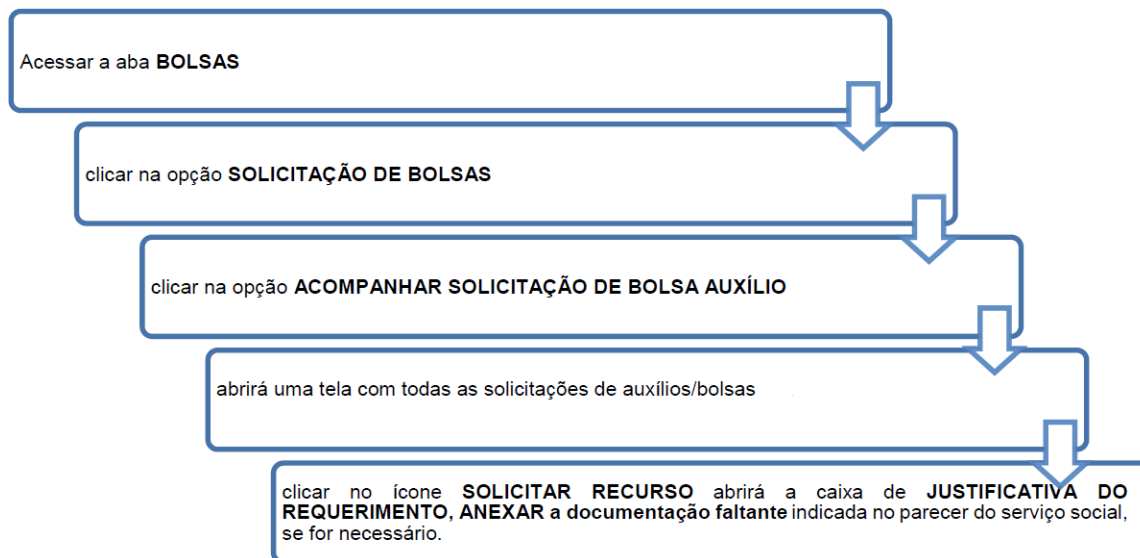 Acessar a aba BOLSAS
clicar na opção SOLICITAÇÃO DE BOLSAS
clicar na opção ACOMPANHAR SOLICITAÇÃO DE BOLSA AUXÍLIO
abrirá uma tela com todas as solicitações de auxílios/bolsas
clicar no ícone SOLICITAR RECURSO abrirá a caixa de JUSTIFICATIVA DO
REQUERIMENTO, ANEXAR a documentação faltante indicada no parecer do serviço social,
se for necessário.